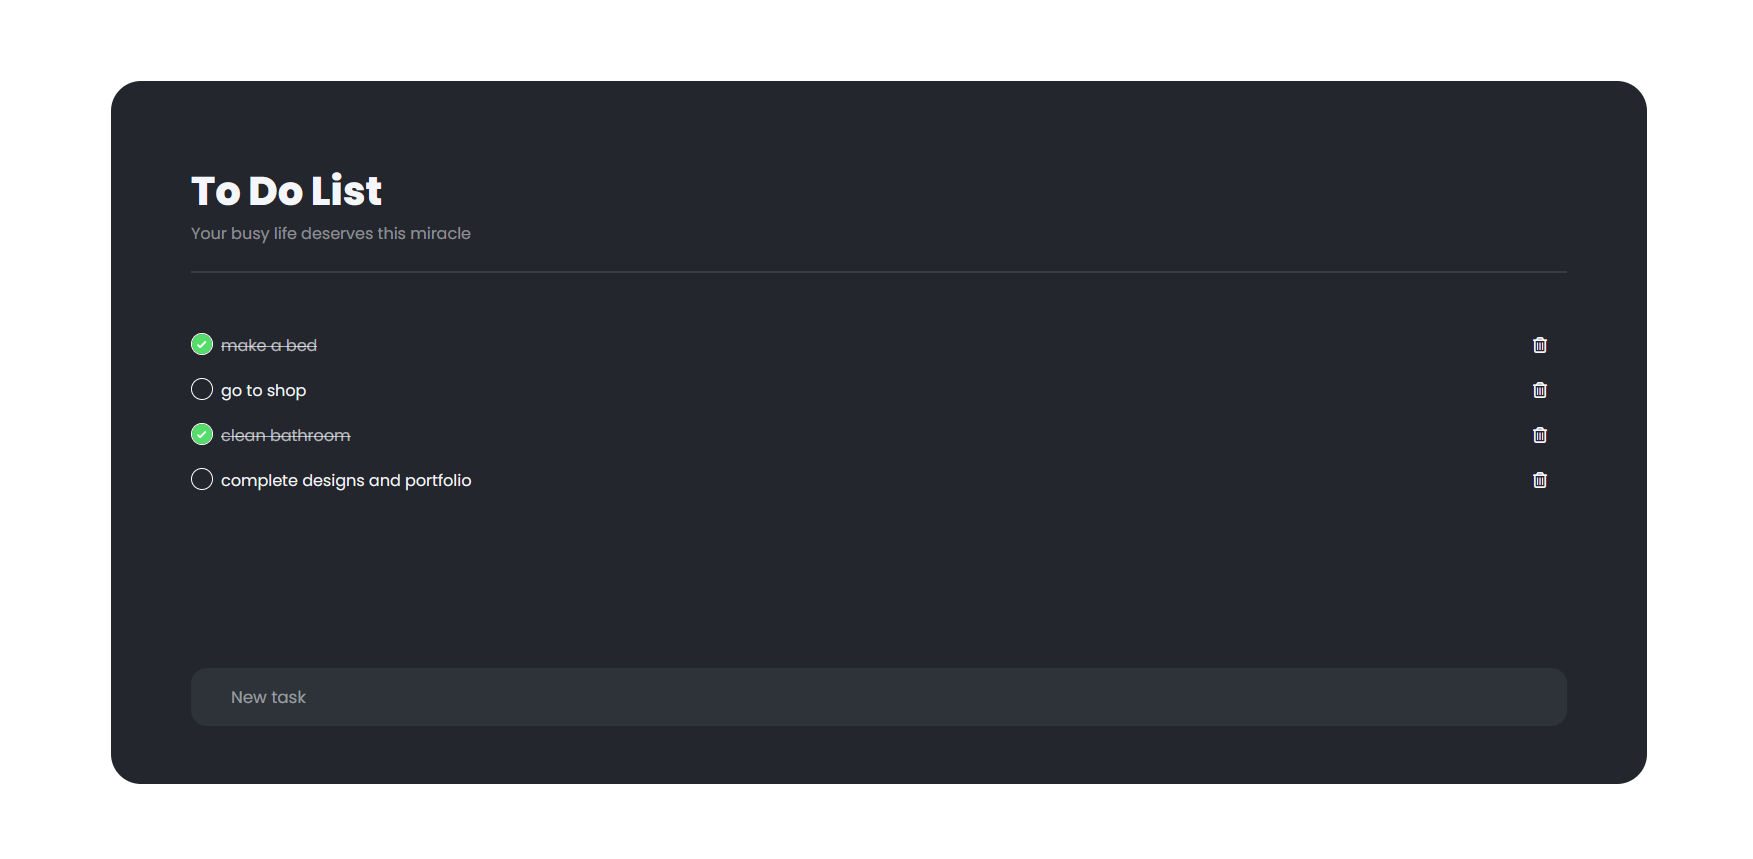 To Do List
Your busy life deserves this miracle
make a bed
go to shop
clean bathroom
complete designs and portfolio
New task